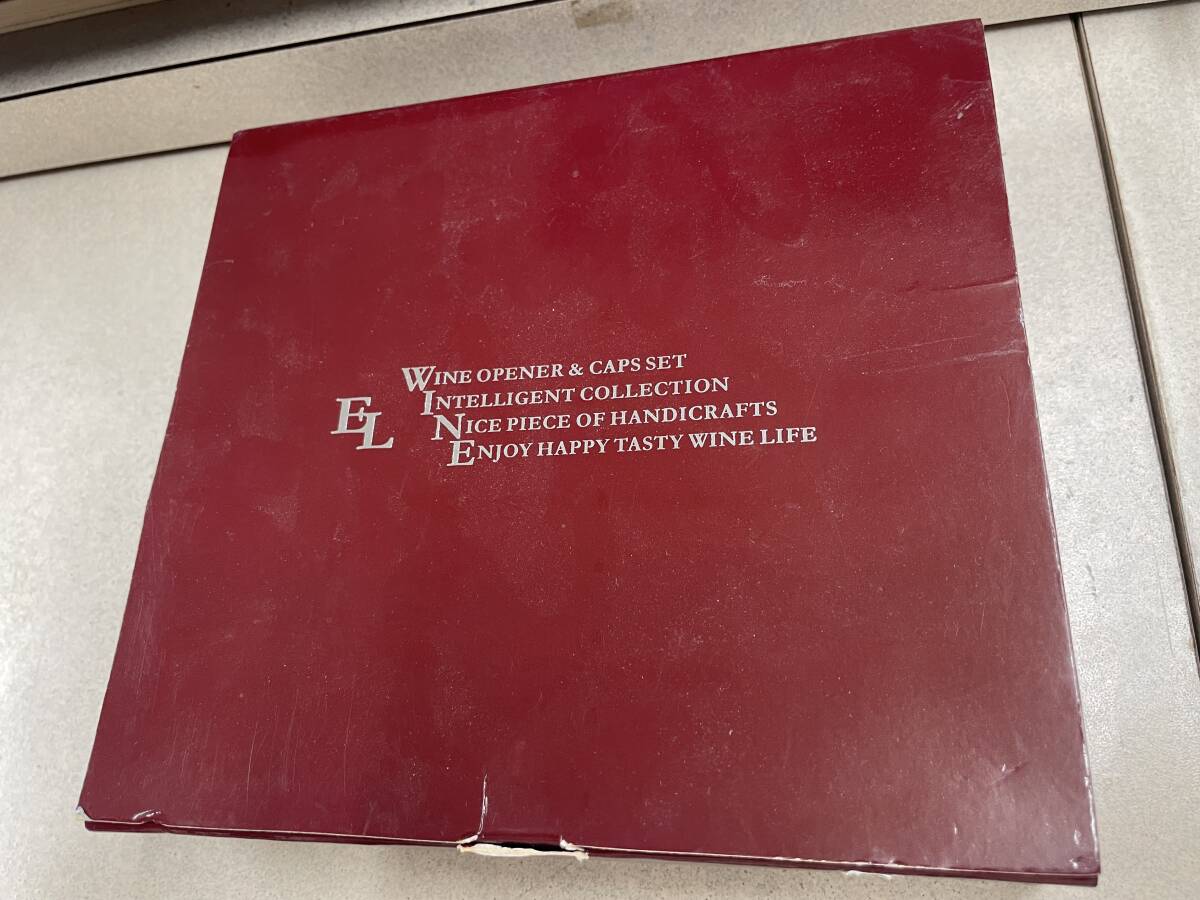 WINE OPENER & CAPS SET
INTELLIGENT COLLECTION
EL
NICE PIECE OF HANDICRAFTS
ENJOY HAPPY TASTY WINE LIFE